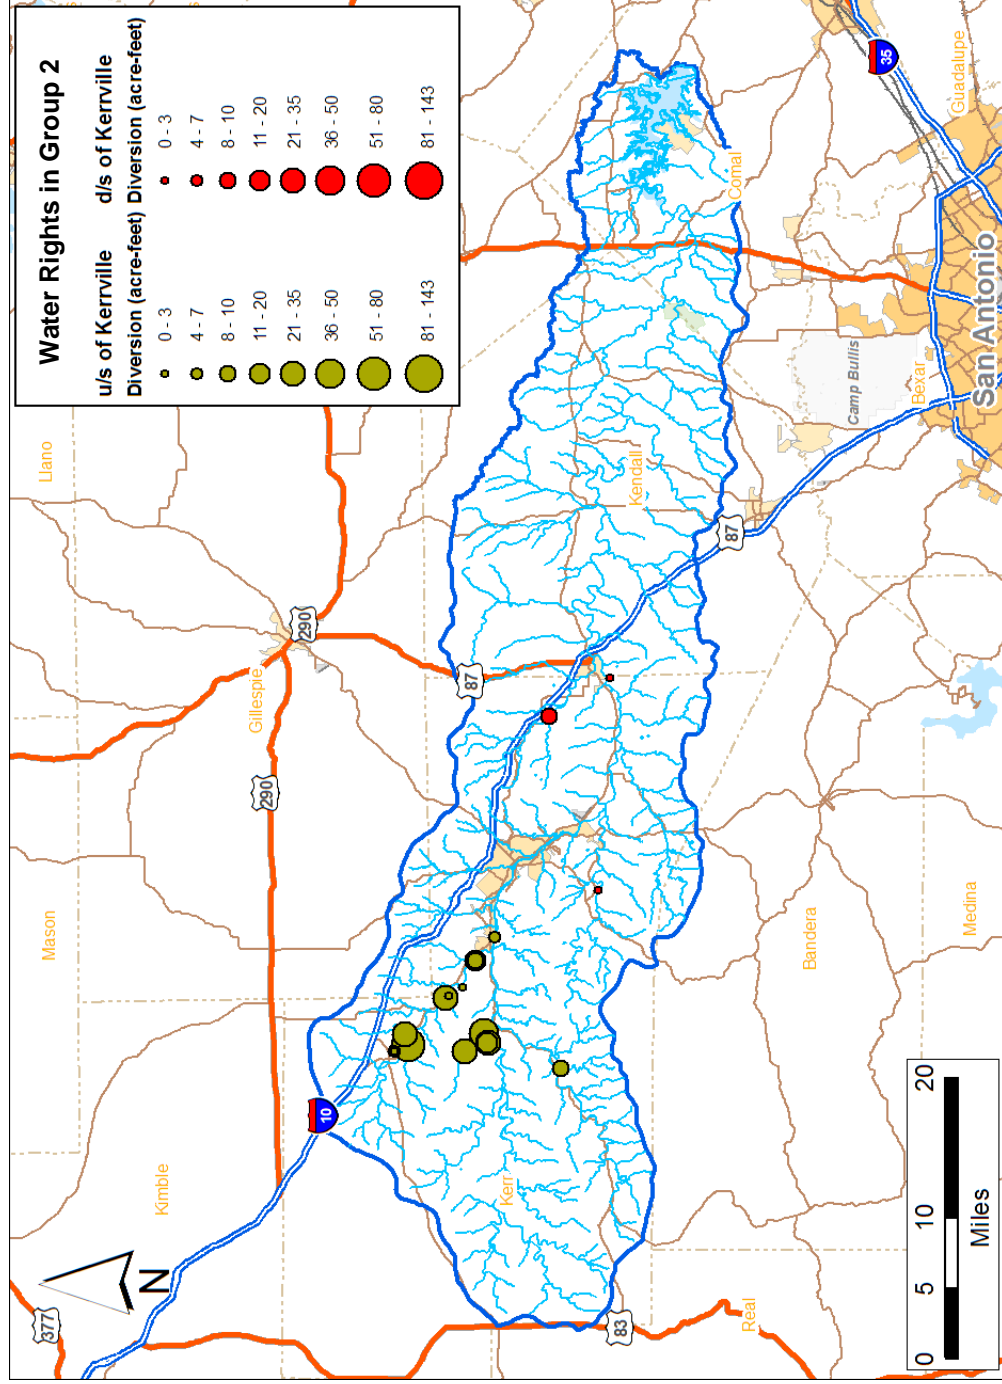 Water Rights in Group 2
u/s of Kerrville
Diversion (acre-feet)
0 - 3
4 - 7
8 - 10
11 - 20
21 - 35
36 - 50
51 - 80
81 - 143
d/s of Kerrville
Diversion (acre-feet)
0 - 3
4 - 7
8 - 10
11 - 20
21 - 35
36 - 50
51 - 80
81 - 143
377
N
Kimble
Mason
Llano
290
Gillespie
290
10
87
Kerr
Kendall
Comal
35
Guadalupe
83
87
Camp Bullis
Bexar
San Antonio
Real
Bandera
Medina
0
5
10
20
Miles